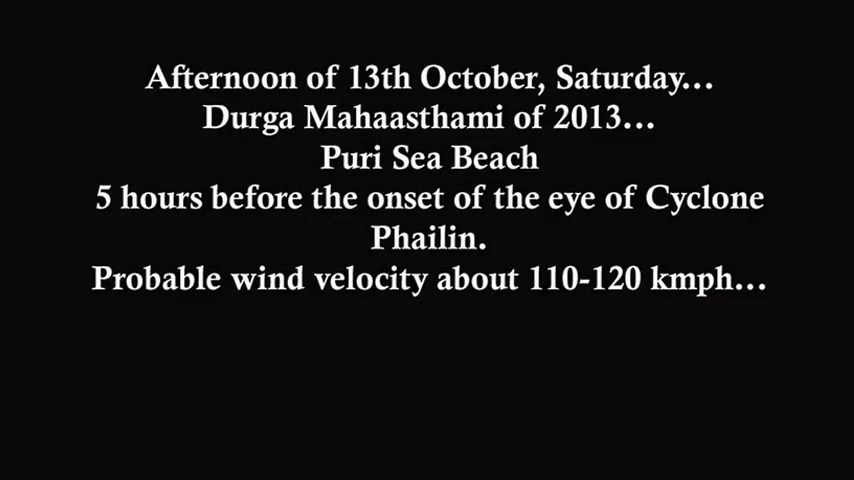 Afternoon of 13th October, Saturday...
Durga Mahaasthami of 2013...
Puri Sea Beach
5 hours before the onset of the eye of Cyclone
Phailin.
Probable wind velocity about 110-120 kmph...